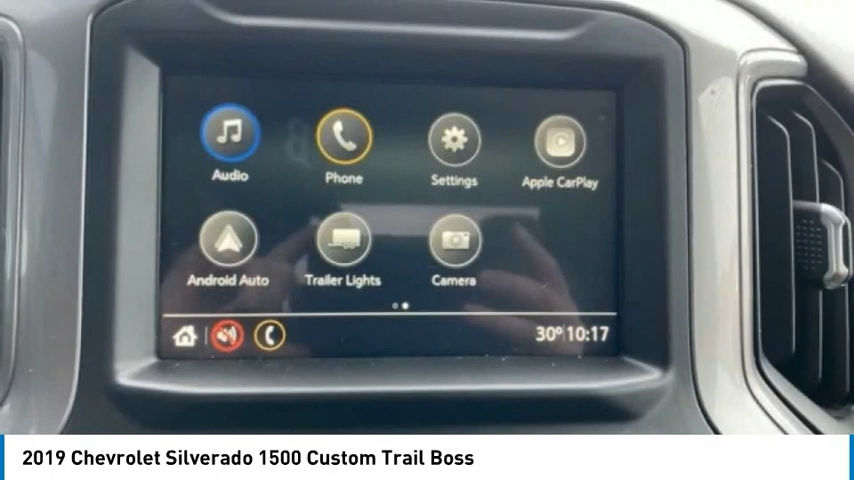 Audio
Phone
Settings
Apple CarPlay
Android Auto
Trailer Lights
Camera
30° 10:17
2019 Chevrolet Silverado 1500 Custom Trail Boss